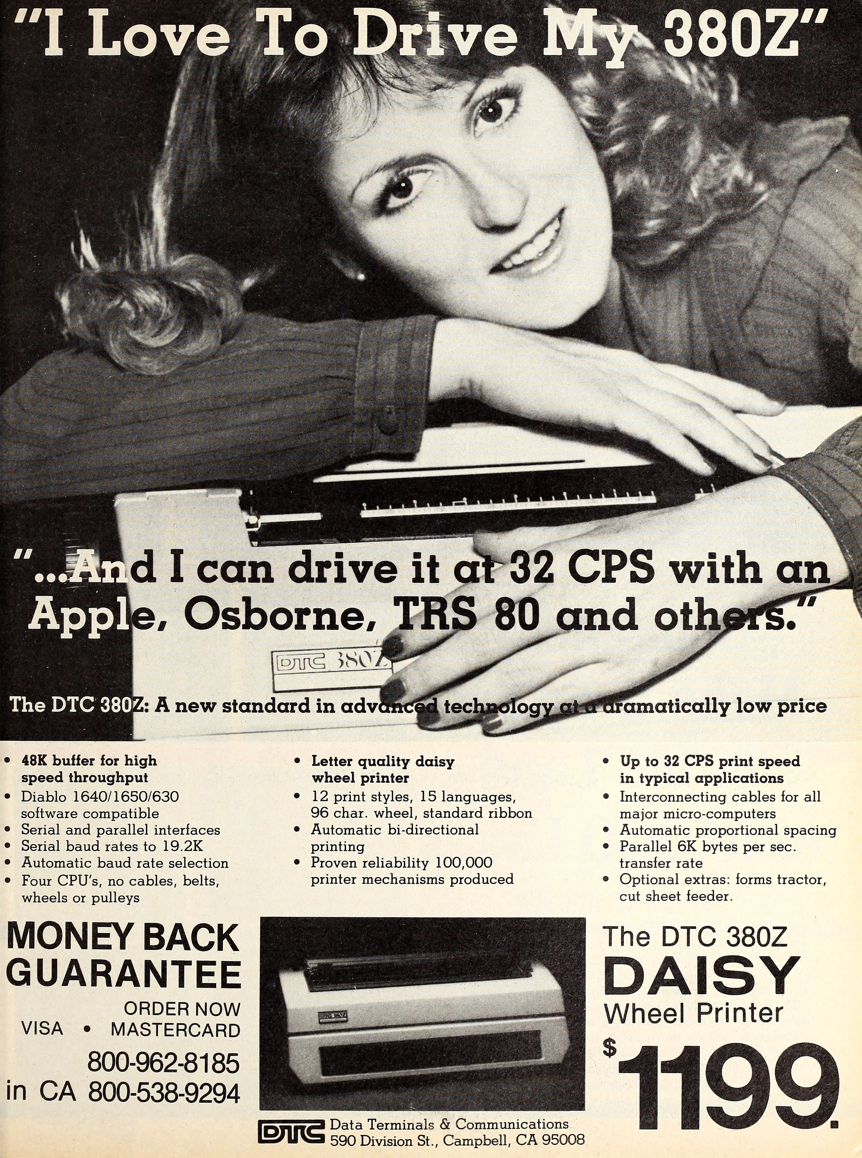 "I Love To Drive My 380Z"
"...And I can drive it at 32 CPS with an
Apple, Osborne, TRS 80 and others."
DTC 380Z
The DTC 380Z: A new standard in advanced technology at a dramatically low price
• 48K buffer for high
speed throughput
• Diablo 1640/1650/630
software compatible
• Serial and parallel interfaces
• Serial baud rates to 19.2K
• Automatic baud rate selection
• Four CPU's, no cables, belts,
wheels or pulleys
• Letter quality daisy
wheel printer
• 12 print styles, 15 languages,
96 char. wheel, standard ribbon
• Automatic bi-directional
printing
• Proven reliability 100,000
printer mechanisms produced
• Up to 32 CPS print speed
in typical applications
• Interconnecting cables for all
major micro-computers
• Automatic proportional spacing
• Parallel 6K bytes per sec.
transfer rate
• Optional extras: forms tractor,
cut sheet feeder.
MONEY BACK
GUARANTEE
ORDER NOW
VISA • MASTERCARD
800-962-8185
in CA 800-538-9294
The DTC 380Z
DAISY
Wheel Printer
$1199.
DTC Data Terminals & Communications
590 Division St., Campbell, CA 95008